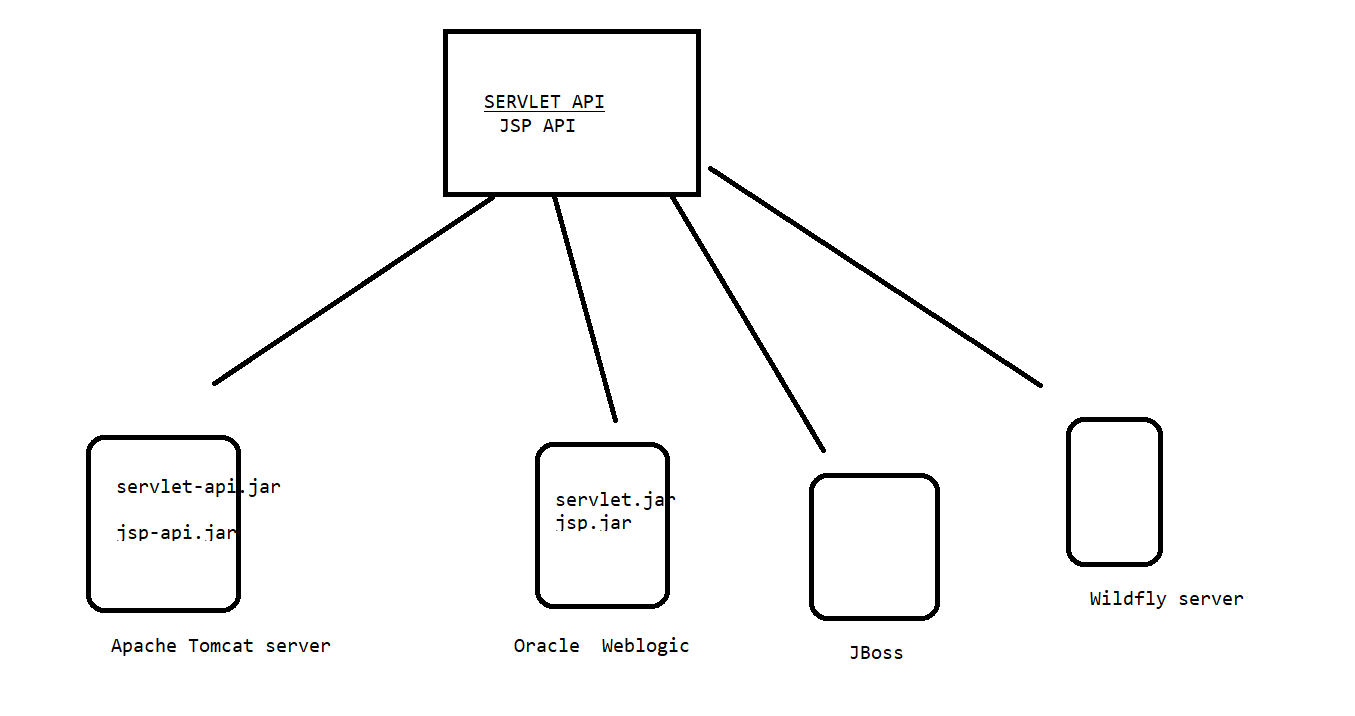 SERVLET API
JSP API
servlet-api.jar
jsp-api.jar
Apache Tomcat server
servlet.jar
jsp.jar
Oracle  Weblogic
JBoss
Wildfly server